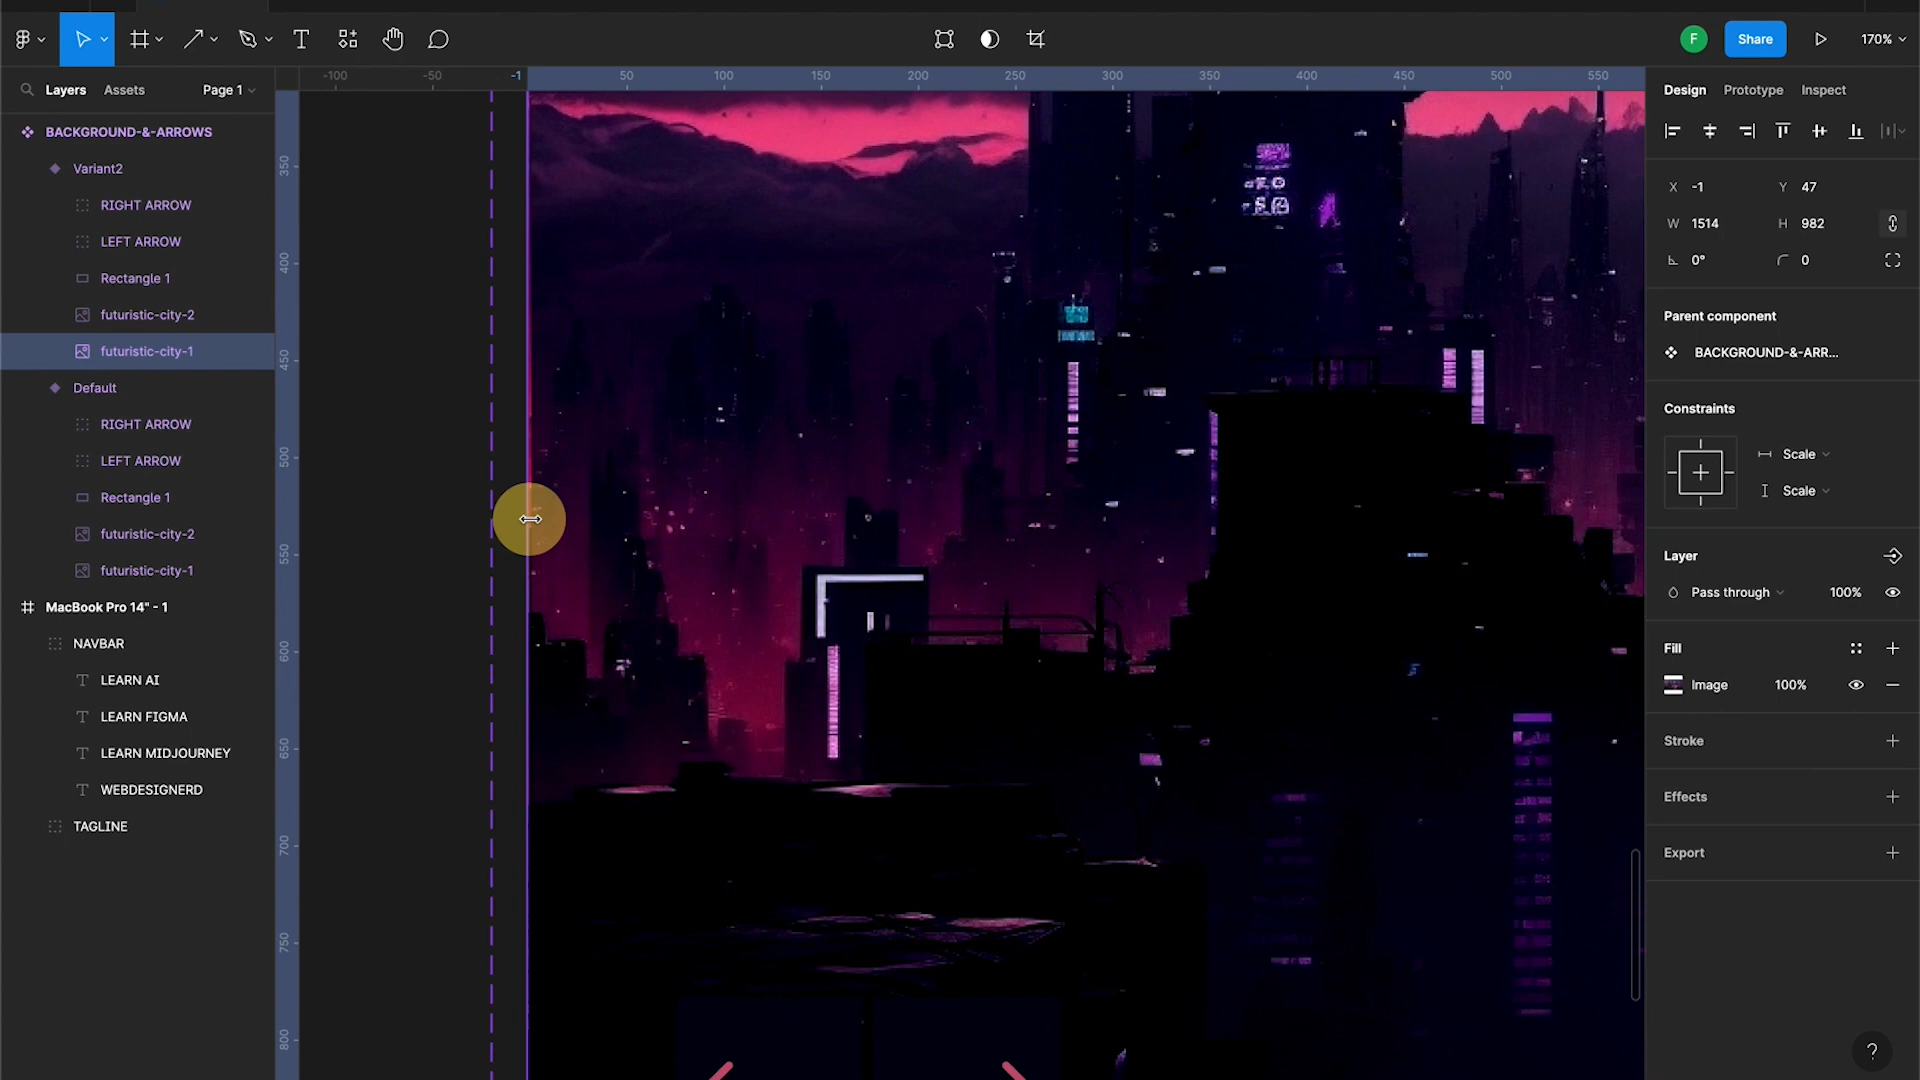 F
Share
170%
Layers
Assets
Page 1
-100
-50
-1
50
100
150
200
250
300
350
400
450
500
550
Design
Prototype
Inspect
BACKGROUND-&-ARROWS
Variant2
RIGHT ARROW
LEFT ARROW
Rectangle 1
futuristic-city-2
futuristic-city-1
Default
RIGHT ARROW
LEFT ARROW
Rectangle 1
futuristic-city-2
futuristic-city-1
MacBook Pro 14" - 1
NAVBAR
LEARN AI
LEARN FIGMA
LEARN MIDJOURNEY
WEBDESIGNERD
TAGLINE
350
400
450
500
550
600
650
700
750
800
X -1
Y 47
W 1514
H 982
0°
0
Parent component
BACKGROUND-&-ARR...
Constraints
Scale
Scale
Layer
Pass through
100%
Fill
Image
100%
Stroke
Effects
Export
?